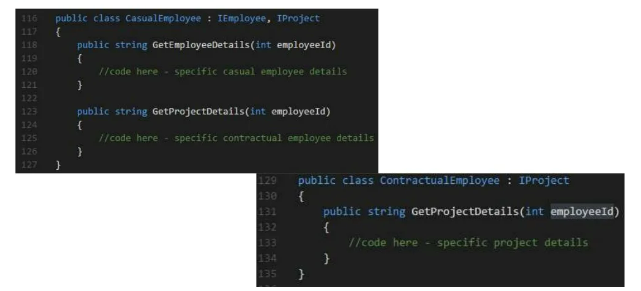 116 public class CasualEmployee : IEmployee, IProject
117 {
118 public string GetEmployeeDetails(int employeeId)
119 {
120 //code here - specific casual employee details
121 }
122
123 public string GetProjectDetails(int employeeId)
124 {
125 //code here - specific contractual employee details
126 }
127 }
129 public class ContractualEmployee : IProject
130 {
131 public string GetProjectDetails(int employeeId)
132 {
133 //code here - specific project details
134 }
135 }